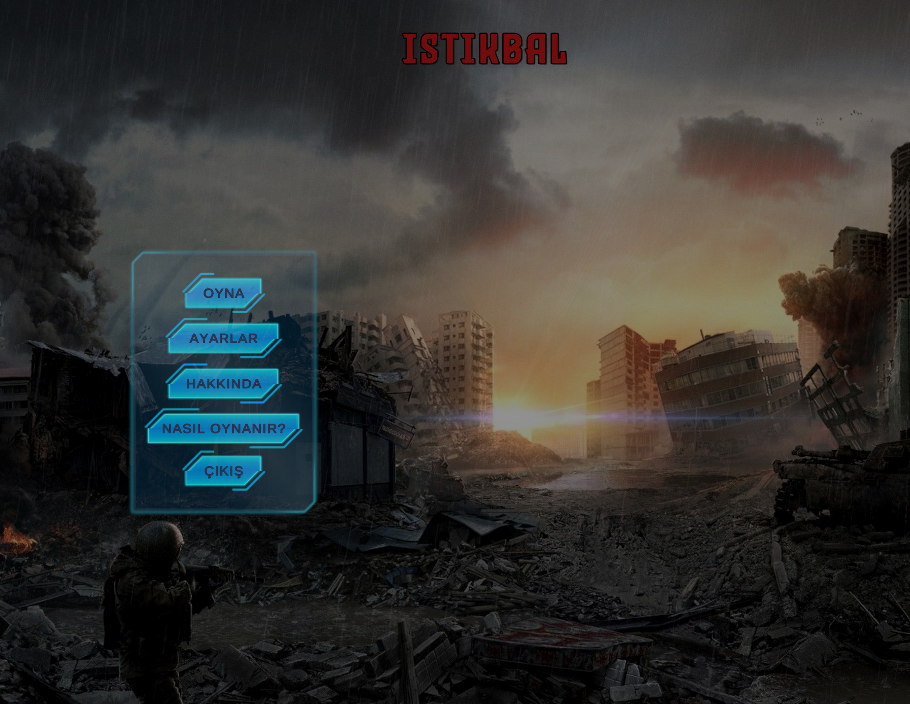 ISTIKBAL
OYNA
AYARLAR
HAKKINDA
NASIL OYNANIR?
ÇIKIŞ